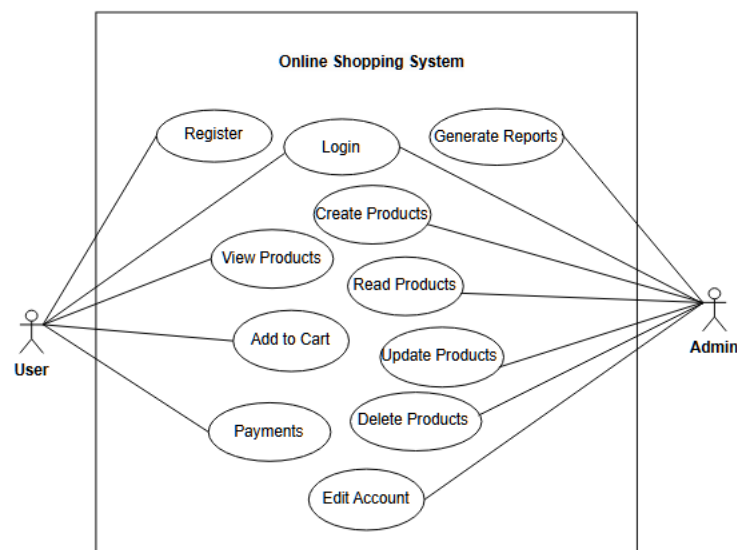 Online Shopping System
Register
Login
Generate Reports
Create Products
View Products
Read Products
Add to Cart
Update Products
User
Admin
Payments
Delete Products
Edit Account